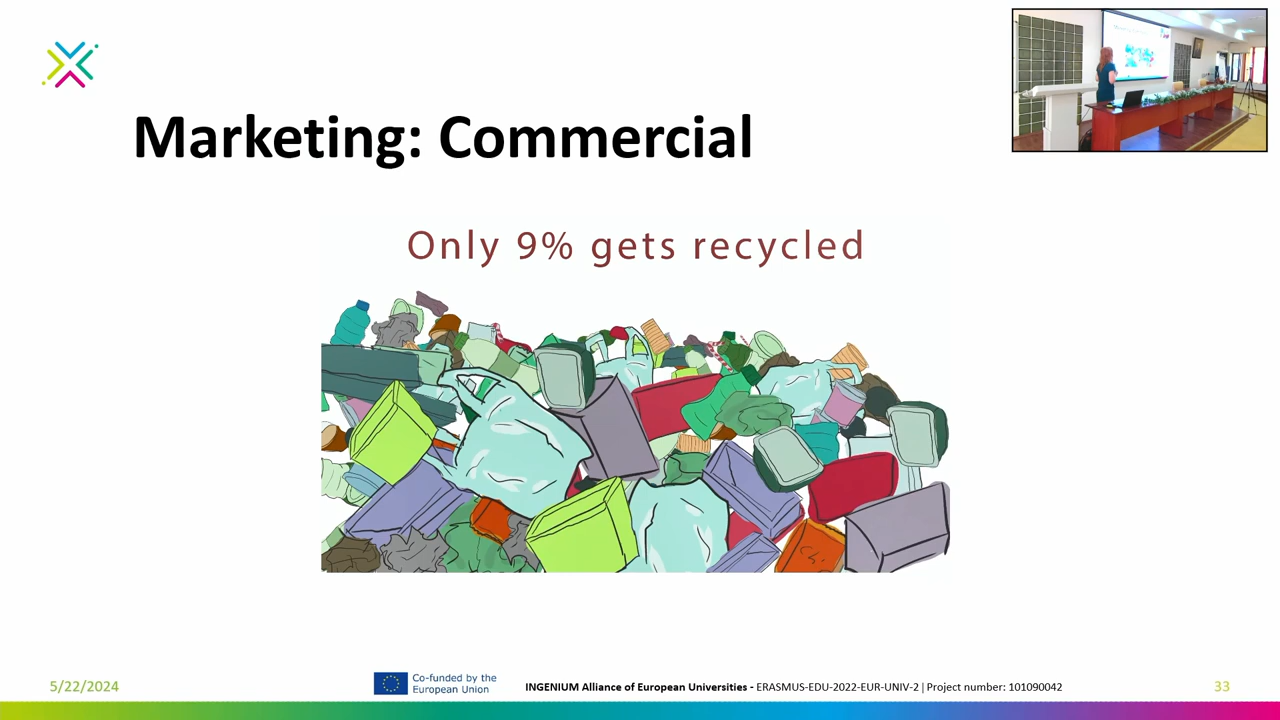 Marketing: Commercial
Only 9% gets recycled
5/22/2024
Co-funded by the
European Union
INGENIUM Alliance of European Universities - ERASMUS-EDU-2022-EUR-UNIV-2 | Project number: 101090042
33